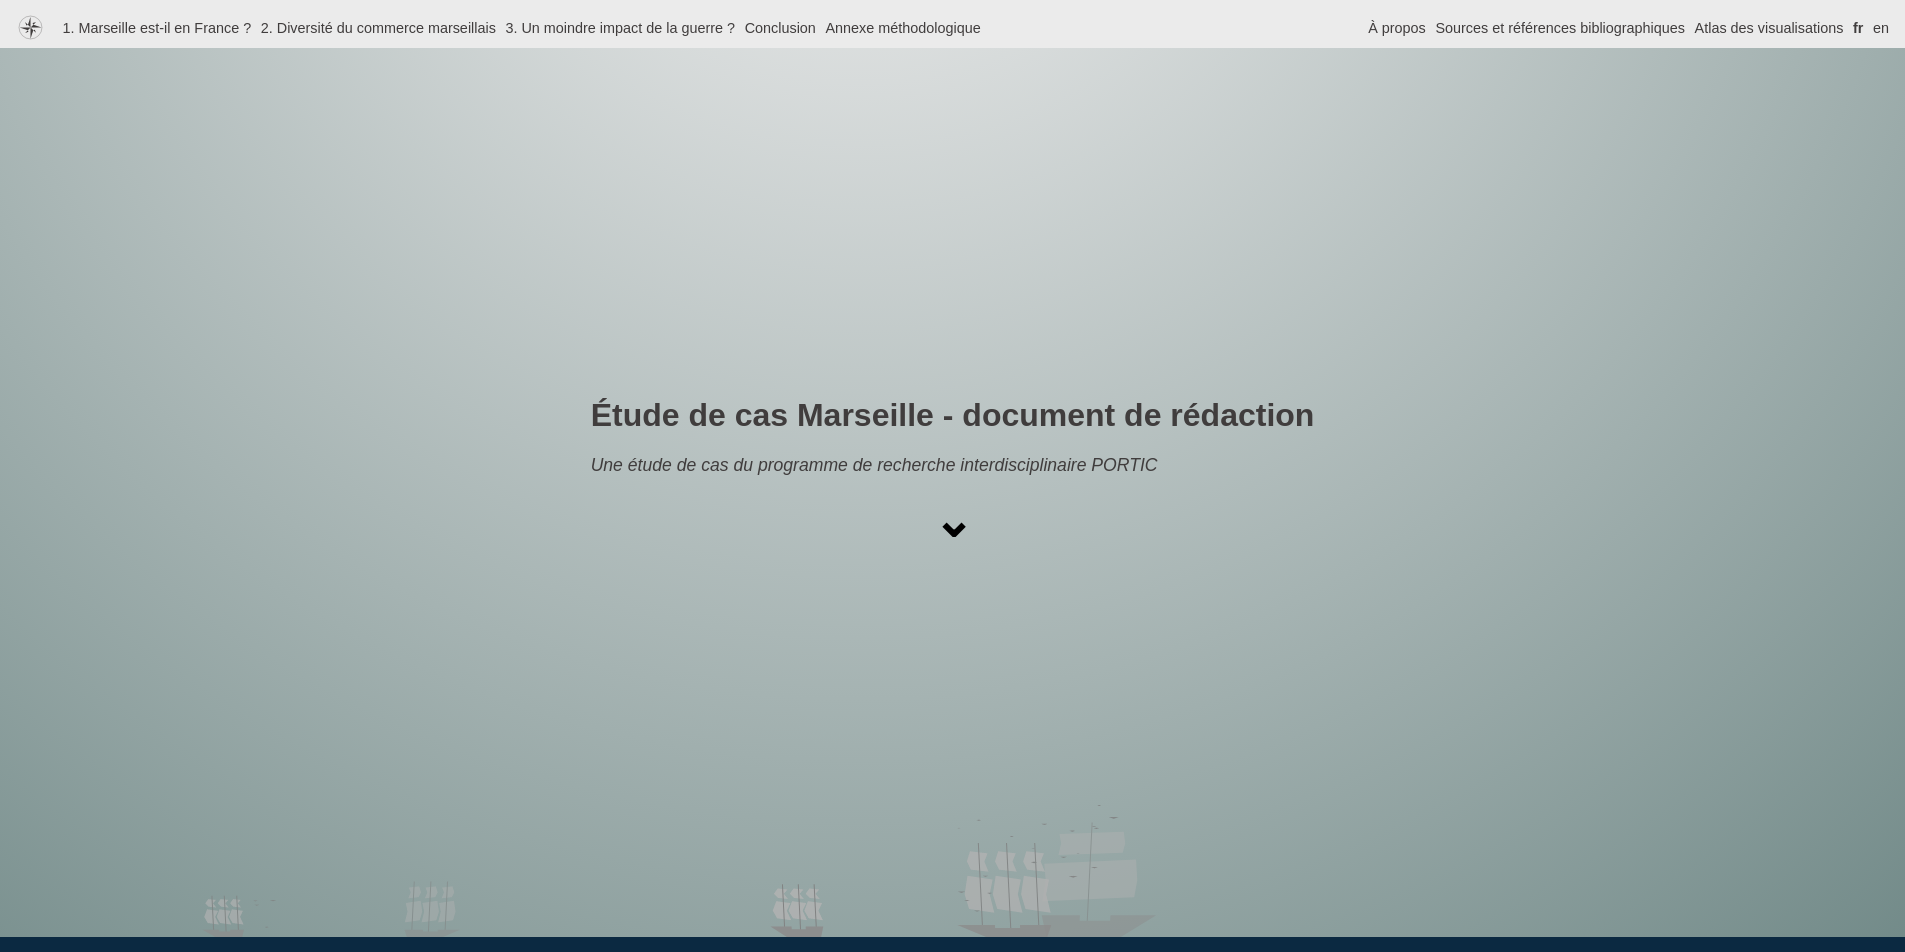 1. Marseille est-il en France ? 2. Diversité du commerce marseillais 3. Un moindre impact de la guerre ? Conclusion Annexe méthodologique À propos Sources et références bibliographiques Atlas des visualisations fr en
Étude de cas Marseille - document de rédaction
Une étude de cas du programme de recherche interdisciplinaire PORTIC